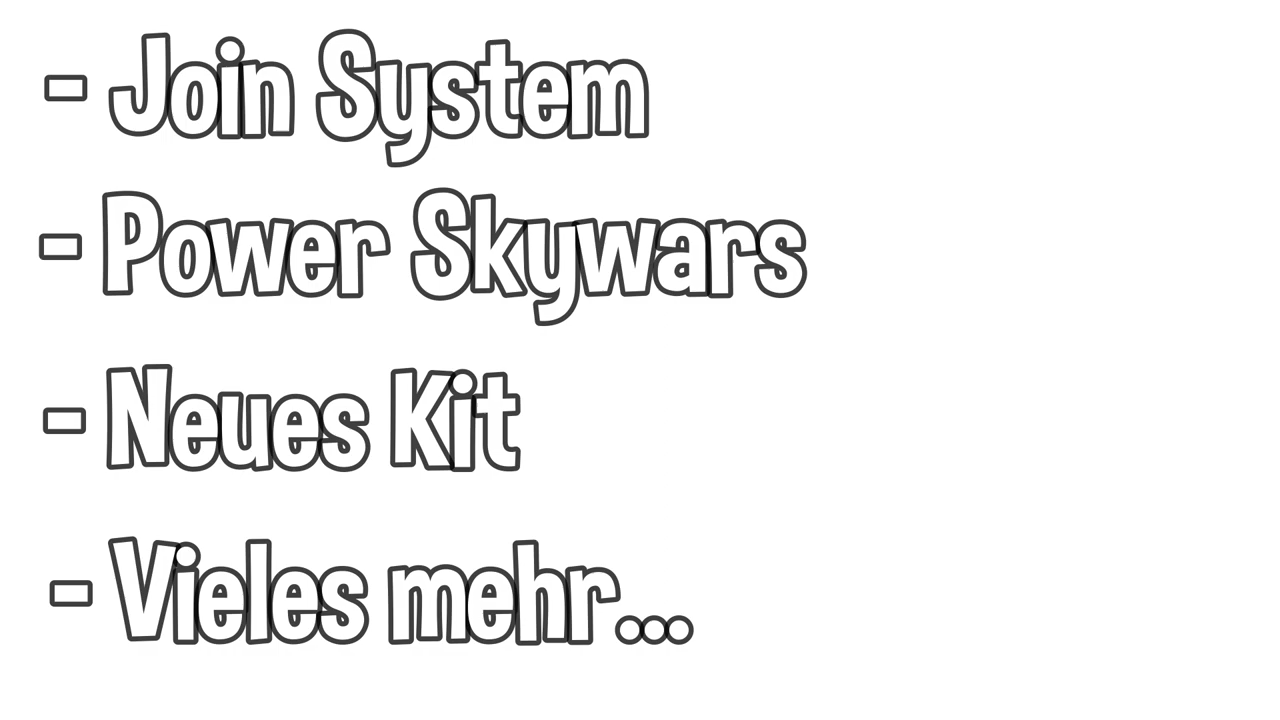 - Join System
- Power Skywars
- Neues Kit
- Vieles mehr...